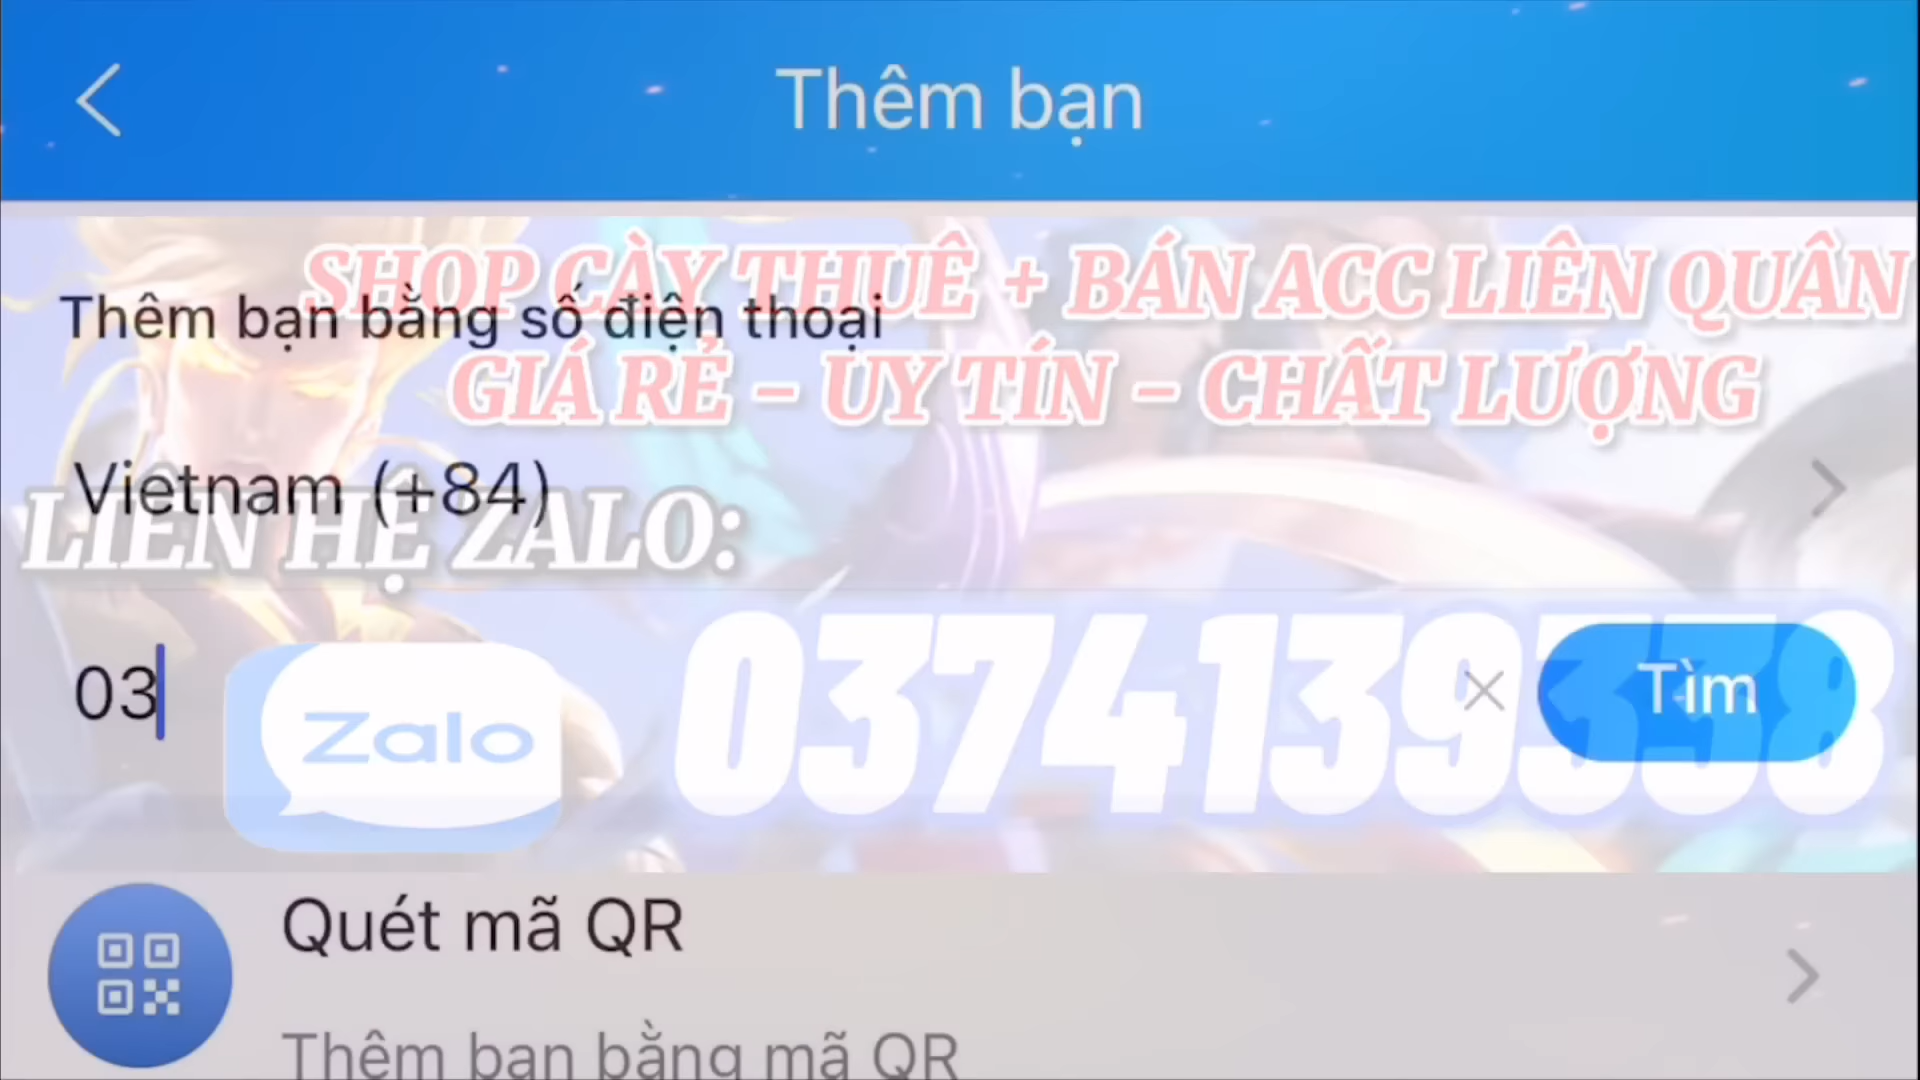 Thêm bạn
SHOP CÀY THUÊ + BÁN ACC LIÊN QUÂN
Thêm bạn bằng số điện thoại
GIÁ RẺ - UY TÍN - CHẤT LƯỢNG
Vietnam (+84)
LIÊN HỆ ZALO:
03
Zalo
0374139358
Tìm
Quét mã QR
Thêm bạn bằng mã QR